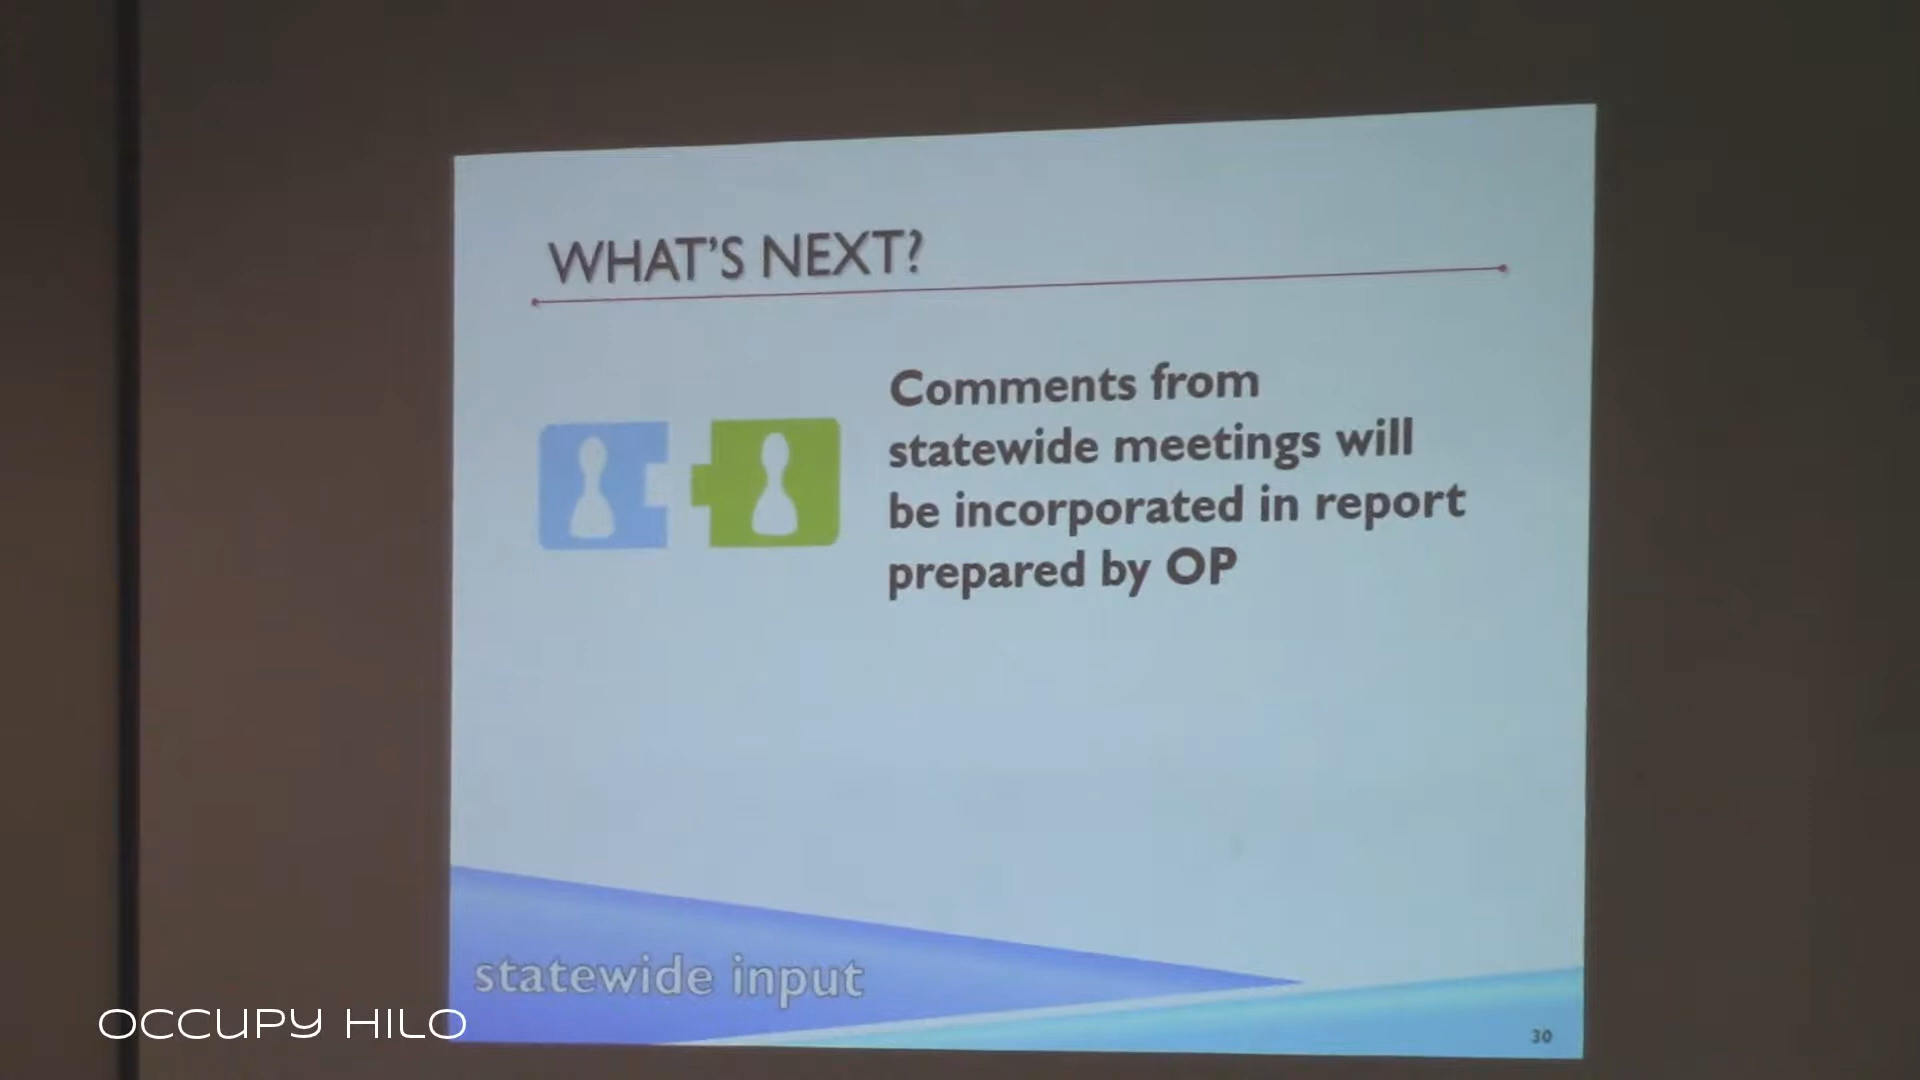 WHAT'S NEXT?
Comments from
statewide meetings will
be incorporated in report
prepared by OP
statewide input
OCCUPY HILO
30